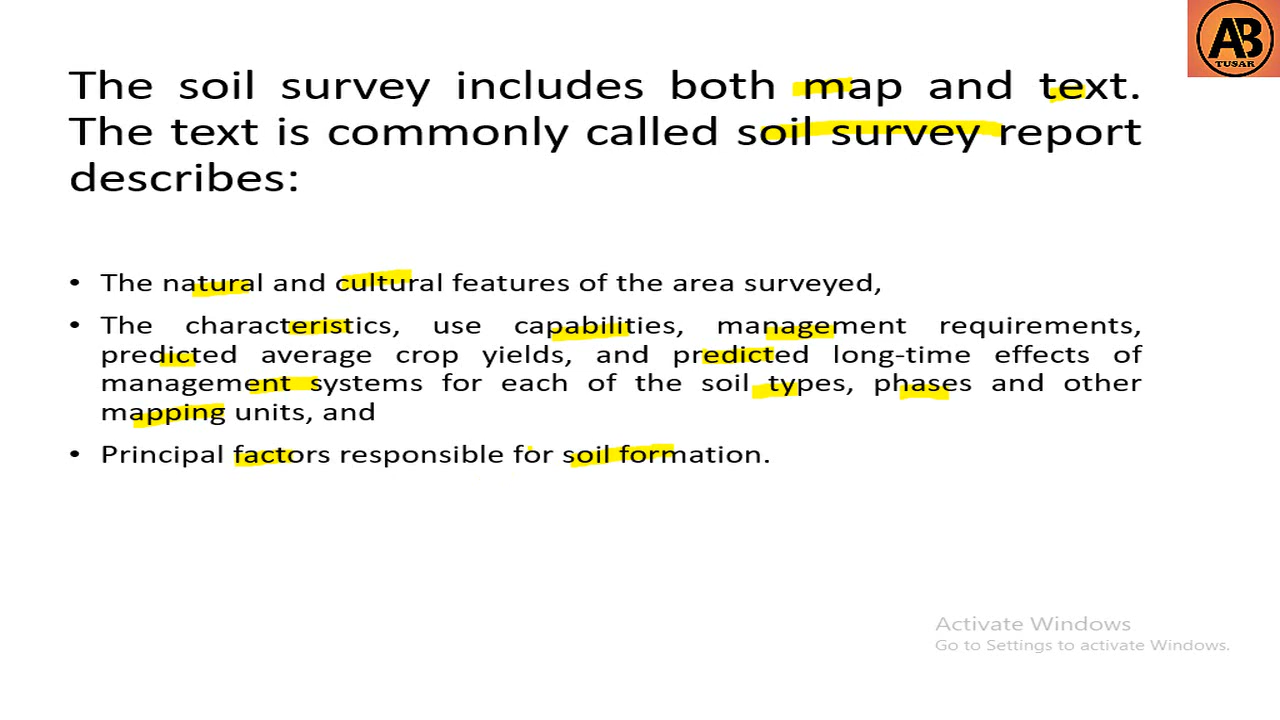 AB
TUSAR
The soil survey includes both map and text.
The text is commonly called soil survey report
describes:
• The natural and cultural features of the area surveyed,
• The characteristics, use capabilities, management requirements,
predicted average crop yields, and predicted long-time effects of
management systems for each of the soil types, phases and other
mapping units, and
• Principal factors responsible for soil formation.
Activate Windows
Go to Settings to activate Windows.